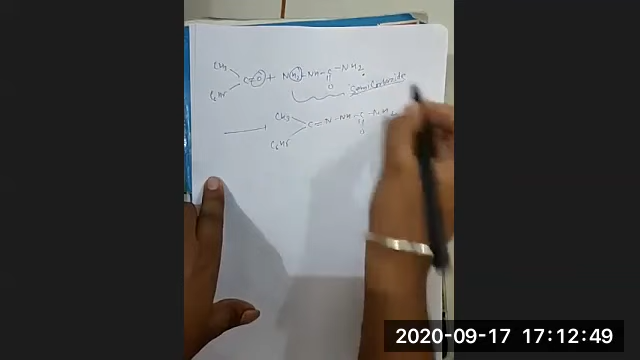 CH₃
C=O + NH₂-NH-C-NH₂
C₆H₅ O
Semicarbazide
CH₃
→ C=N-NH-C-NH₂
C₆H₅ O
2020-09-17 17:12:49